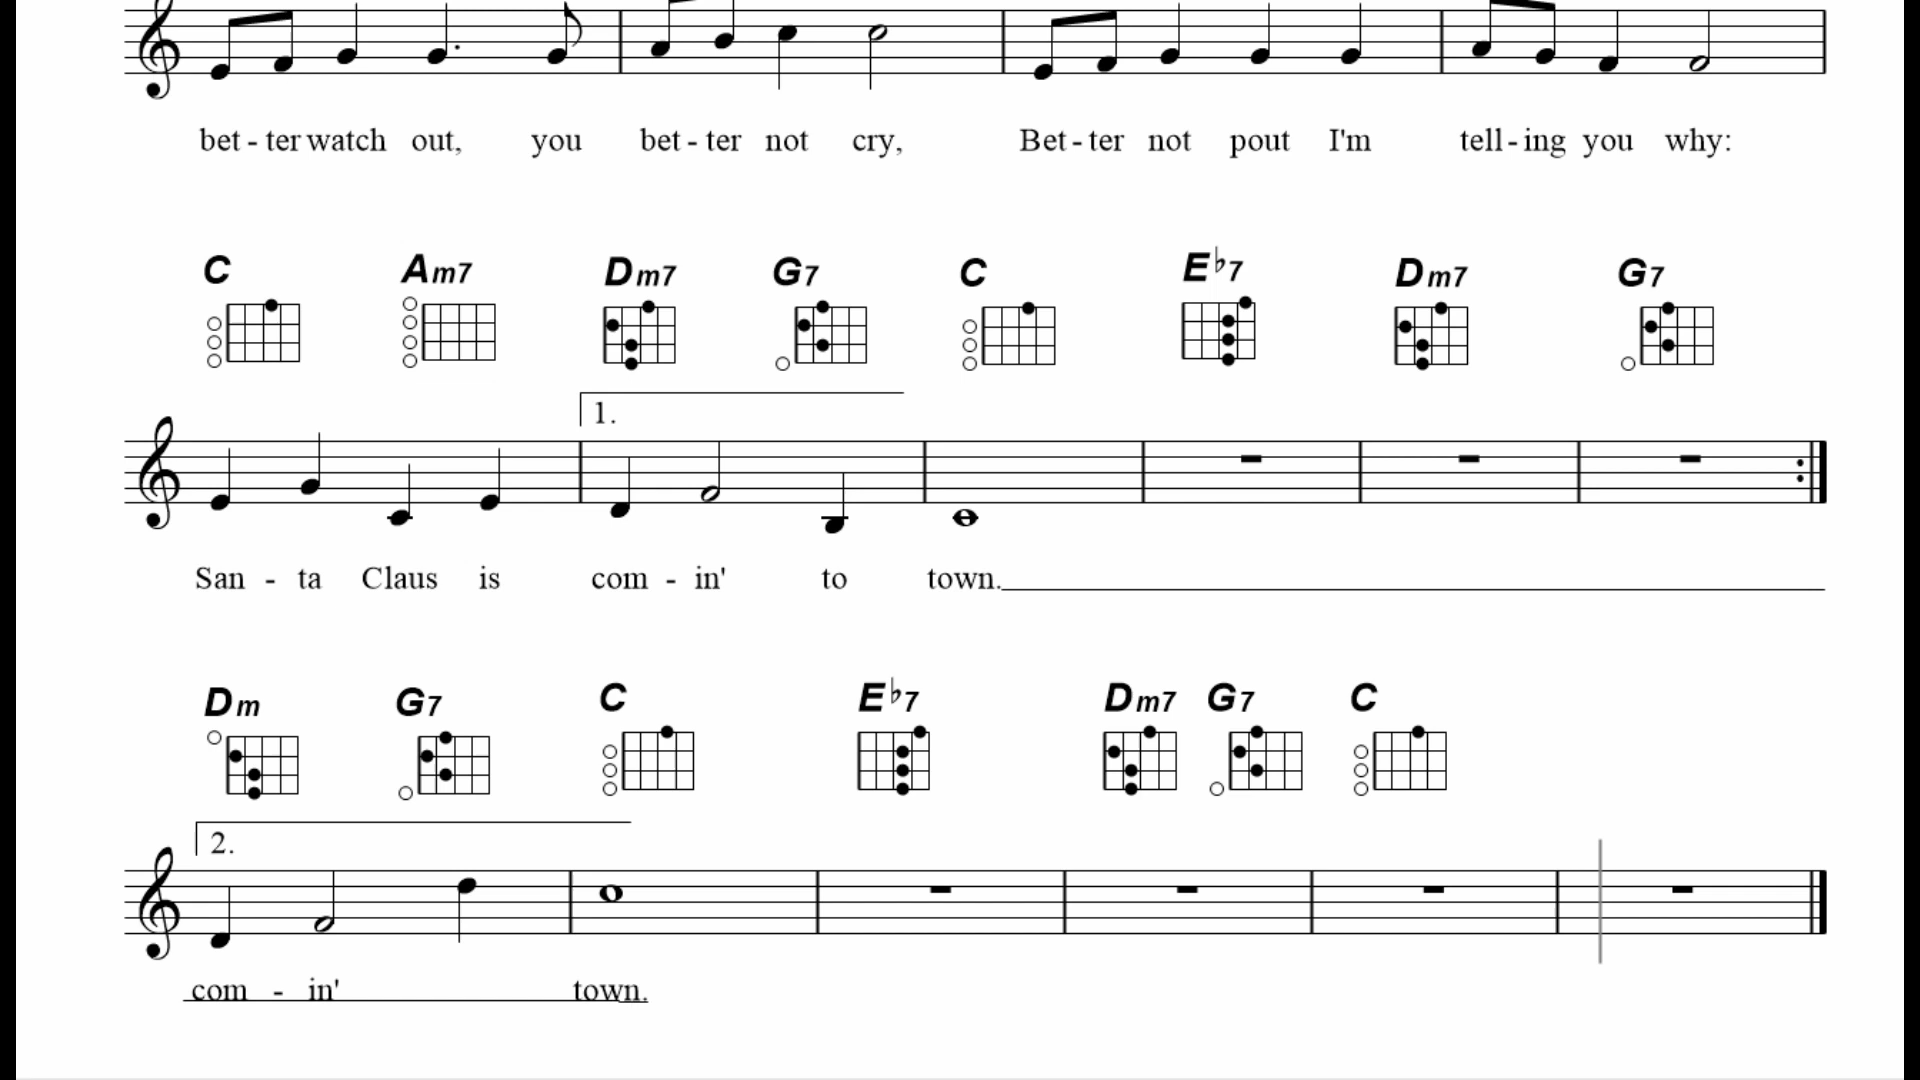 bet - ter watch out, you bet - ter not cry, Bet - ter not pout I'm tell - ing you why:
C Am7 Dm7 G7 C E♭7 Dm7 G7
1.
San - ta Claus is com - in' to town.
Dm G7 C E♭7 Dm7 G7 C
2.
com - in' town.